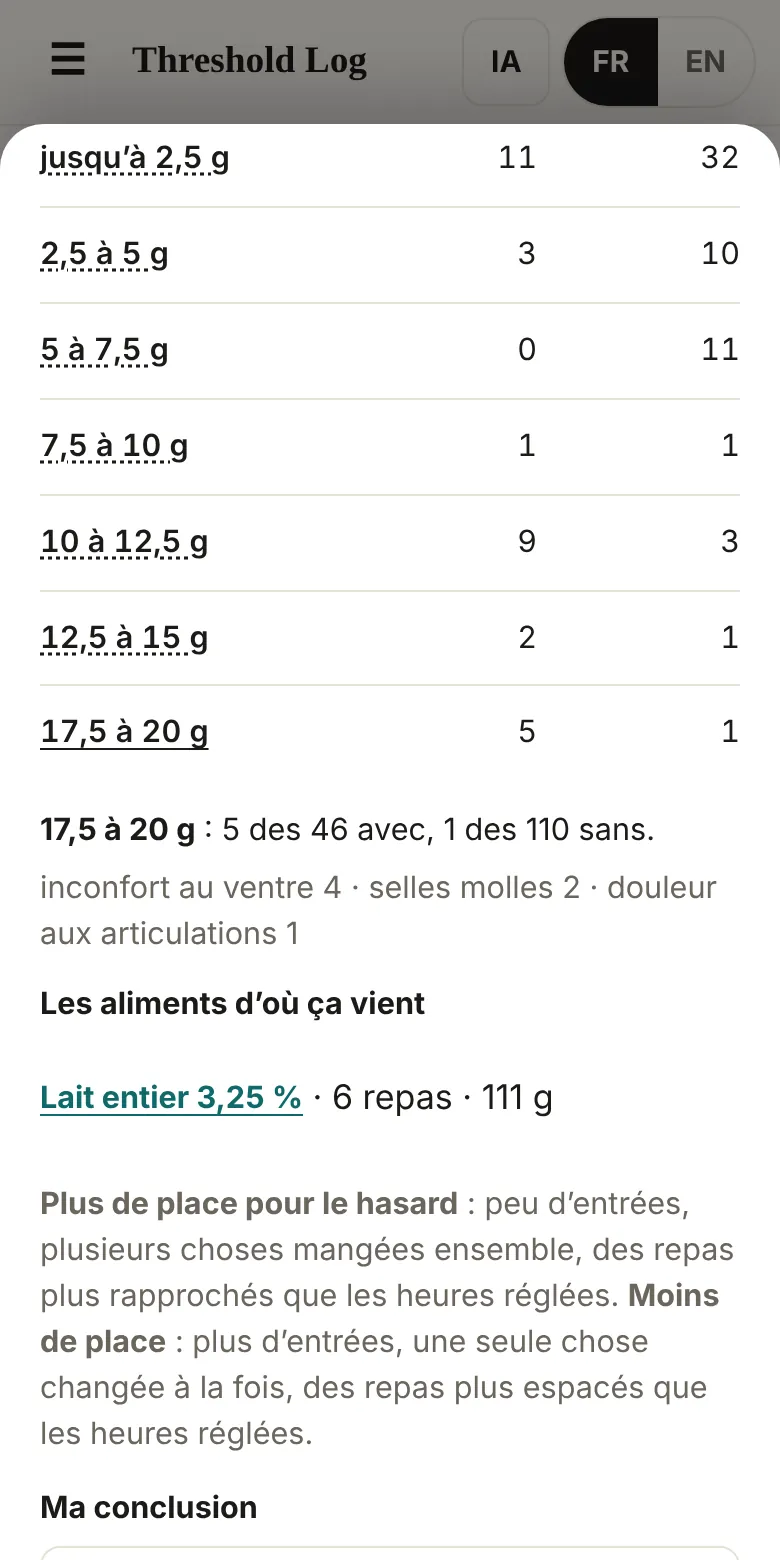 ☰ Threshold Log IA FR EN
jusqu’à 2,5 g 11 32
2,5 à 5 g 3 10
5 à 7,5 g 0 11
7,5 à 10 g 1 1
10 à 12,5 g 9 3
12,5 à 15 g 2 1
17,5 à 20 g 5 1
17,5 à 20 g : 5 des 46 avec, 1 des 110 sans.
inconfort au ventre 4 · selles molles 2 · douleur
aux articulations 1
Les aliments d’où ça vient
Lait entier 3,25 % · 6 repas · 111 g
Plus de place pour le hasard : peu d’entrées,
plusieurs choses mangées ensemble, des repas
plus rapprochés que les heures réglées. Moins
de place : plus d’entrées, une seule chose
changée à la fois, des repas plus espacés que
les heures réglées.
Ma conclusion